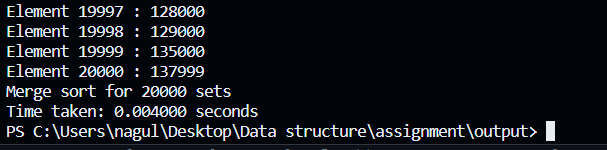 Element 19997 : 128000
Element 19998 : 129000
Element 19999 : 135000
Element 20000 : 137999
Merge sort for 20000 sets
Time taken: 0.004000 seconds
PS C:\Users\nagul\Desktop\Data structure\assignment\output>